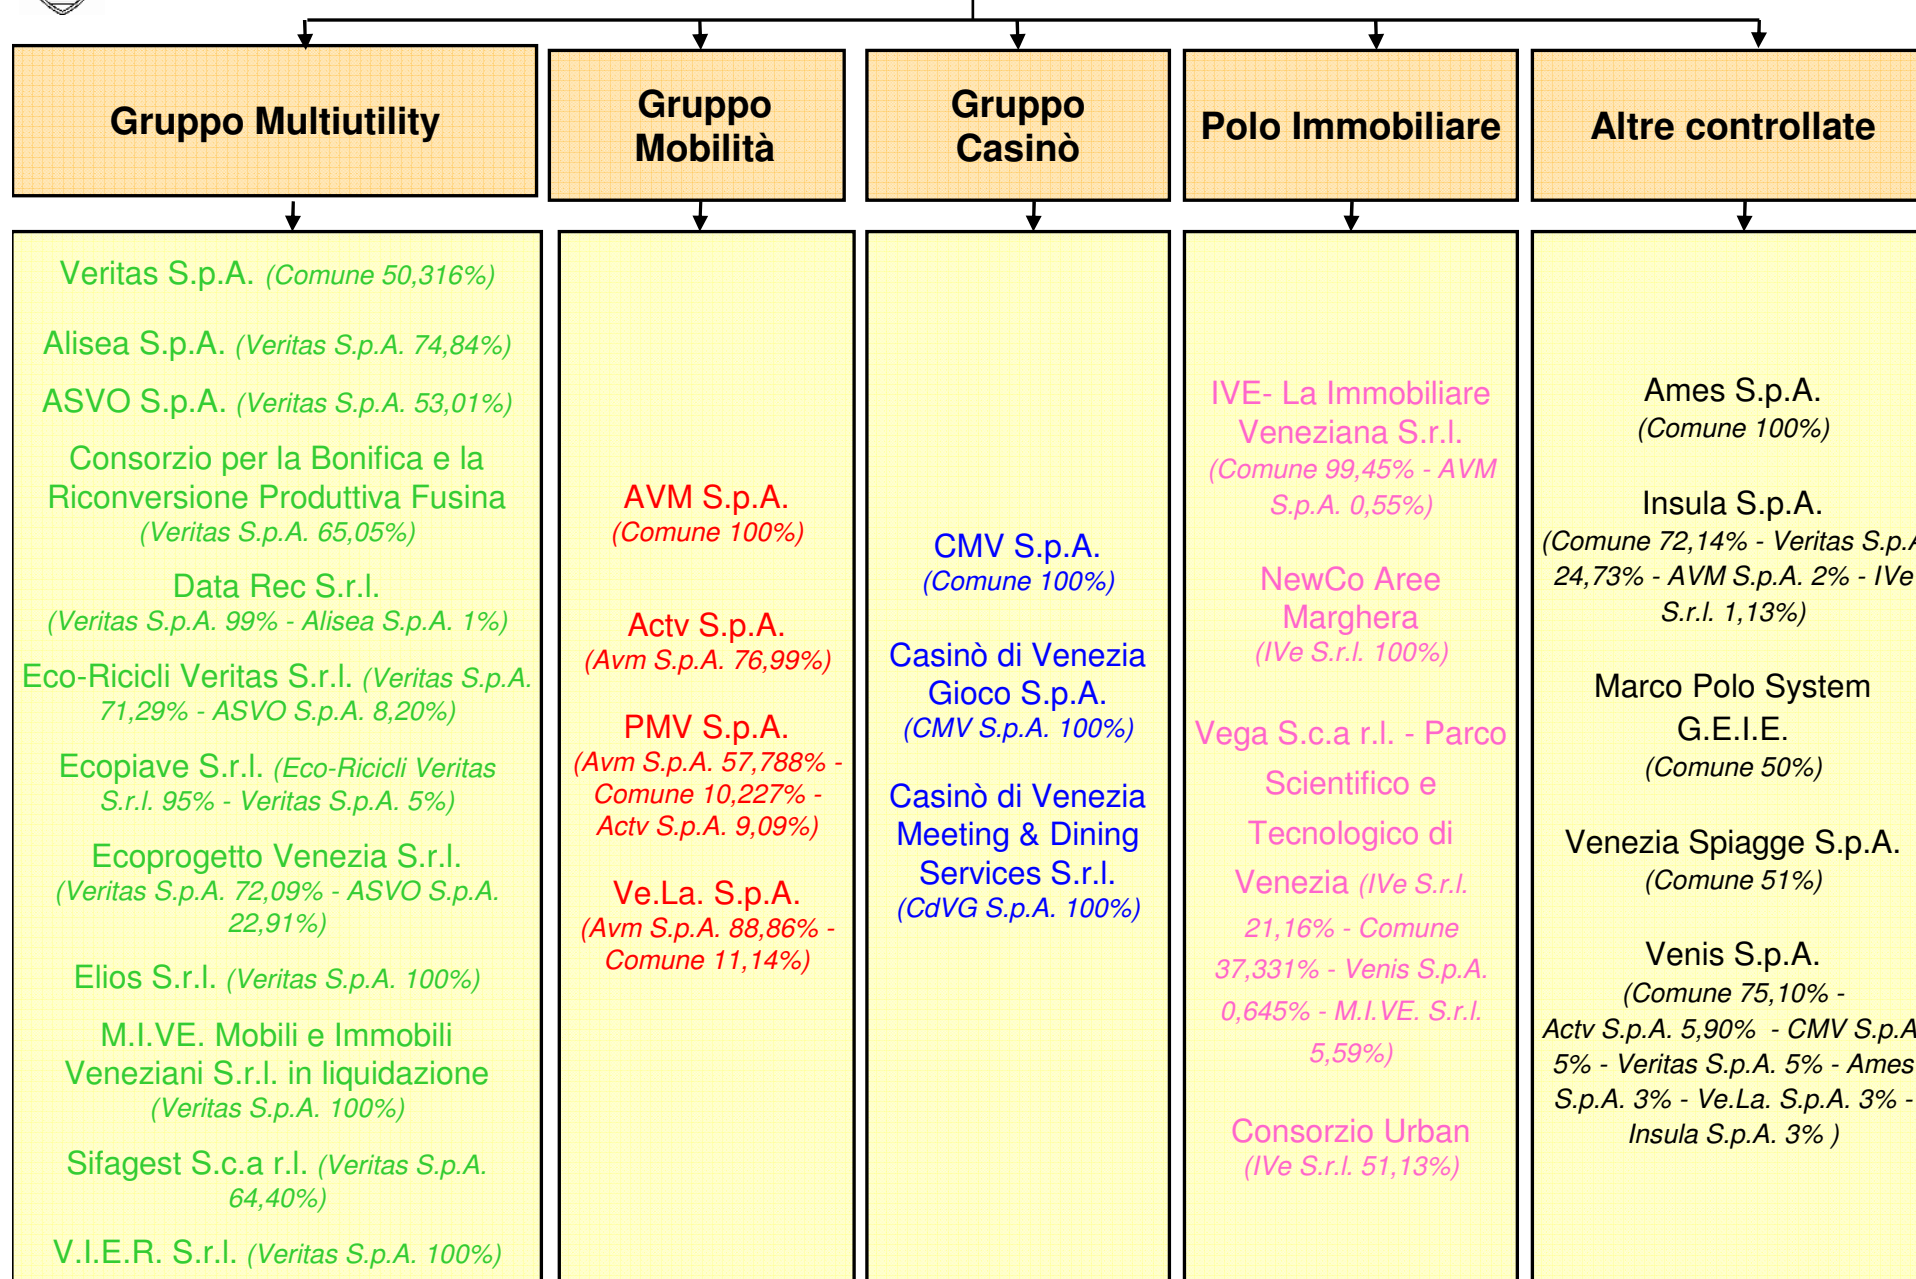 Gruppo Multiutility
Gruppo
Mobilità
Gruppo
Casinò
Polo Immobiliare
Altre controllate
Veritas S.p.A. (Comune 50,316%)
Alisea S.p.A. (Veritas S.p.A. 74,84%)
ASVO S.p.A. (Veritas S.p.A. 53,01%)
Consorzio per la Bonifica e la
Riconversione Produttiva Fusina
(Veritas S.p.A. 65,05%)
Data Rec S.r.l.
(Veritas S.p.A. 99% - Alisea S.p.A. 1%)
Eco-Ricicli Veritas S.r.l. (Veritas S.p.A.
71,29% - ASVO S.p.A. 8,20%)
Ecopiave S.r.l. (Eco-Ricicli Veritas
S.r.l. 95% - Veritas S.p.A. 5%)
Ecoprogetto Venezia S.r.l.
(Veritas S.p.A. 72,09% - ASVO S.p.A.
22,91%)
Elios S.r.l. (Veritas S.p.A. 100%)
M.I.VE. Mobili e Immobili
Veneziani S.r.l. in liquidazione
(Veritas S.p.A. 100%)
Sifagest S.c.a r.l. (Veritas S.p.A.
64,40%)
V.I.E.R. S.r.l. (Veritas S.p.A. 100%)
AVM S.p.A.
(Comune 100%)
Actv S.p.A.
(Avm S.p.A. 76,99%)
PMV S.p.A.
(Avm S.p.A. 57,788% -
Comune 10,227% -
Actv S.p.A. 9,09%)
Ve.La. S.p.A.
(Avm S.p.A. 88,86% -
Comune 11,14%)
CMV S.p.A.
(Comune 100%)
Casinò di Venezia
Gioco S.p.A.
(CMV S.p.A. 100%)
Casinò di Venezia
Meeting & Dining
Services S.r.l.
(CdVG S.p.A. 100%)
IVE- La Immobiliare
Veneziana S.r.l.
(Comune 99,45% - AVM
S.p.A. 0,55%)
NewCo Aree
Marghera
(IVe S.r.l. 100%)
Vega S.c.a r.l. - Parco
Scientifico e
Tecnologico di
Venezia (IVe S.r.l.
21,16% - Comune
37,331% - Venis S.p.A.
0,645% - M.I.VE. S.r.l.
5,59%)
Consorzio Urban
(IVe S.r.l. 51,13%)
Ames S.p.A.
(Comune 100%)
Insula S.p.A.
(Comune 72,14% - Veritas S.p.A
24,73% - AVM S.p.A. 2% - IVe
S.r.l. 1,13%)
Marco Polo System
G.E.I.E.
(Comune 50%)
Venezia Spiagge S.p.A.
(Comune 51%)
Venis S.p.A.
(Comune 75,10% -
Actv S.p.A. 5,90% - CMV S.p.A
5% - Veritas S.p.A. 5% - Ames
S.p.A. 3% - Ve.La. S.p.A. 3% -
Insula S.p.A. 3% )